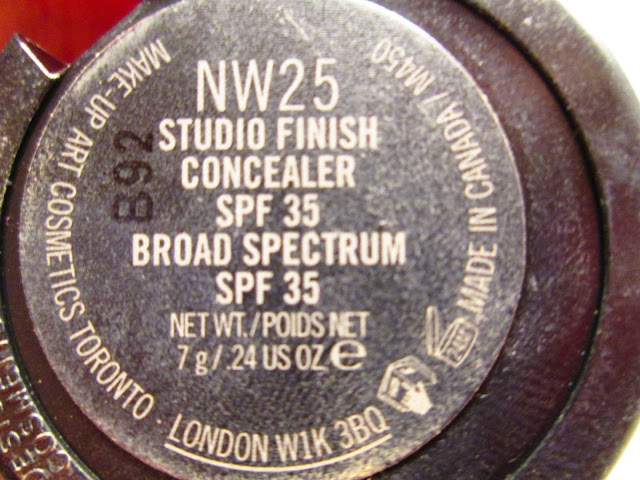 NW25
STUDIO FINISH
CONCEALER
SPF 35
BROAD SPECTRUM
SPF 35
NET WT./POIDS NET
7 g/.24 US OZ e
B92
MAKE-UP ART COSMETICS TORONTO · LONDON W1K 3BQ
MADE IN CANADA/ M450
24M